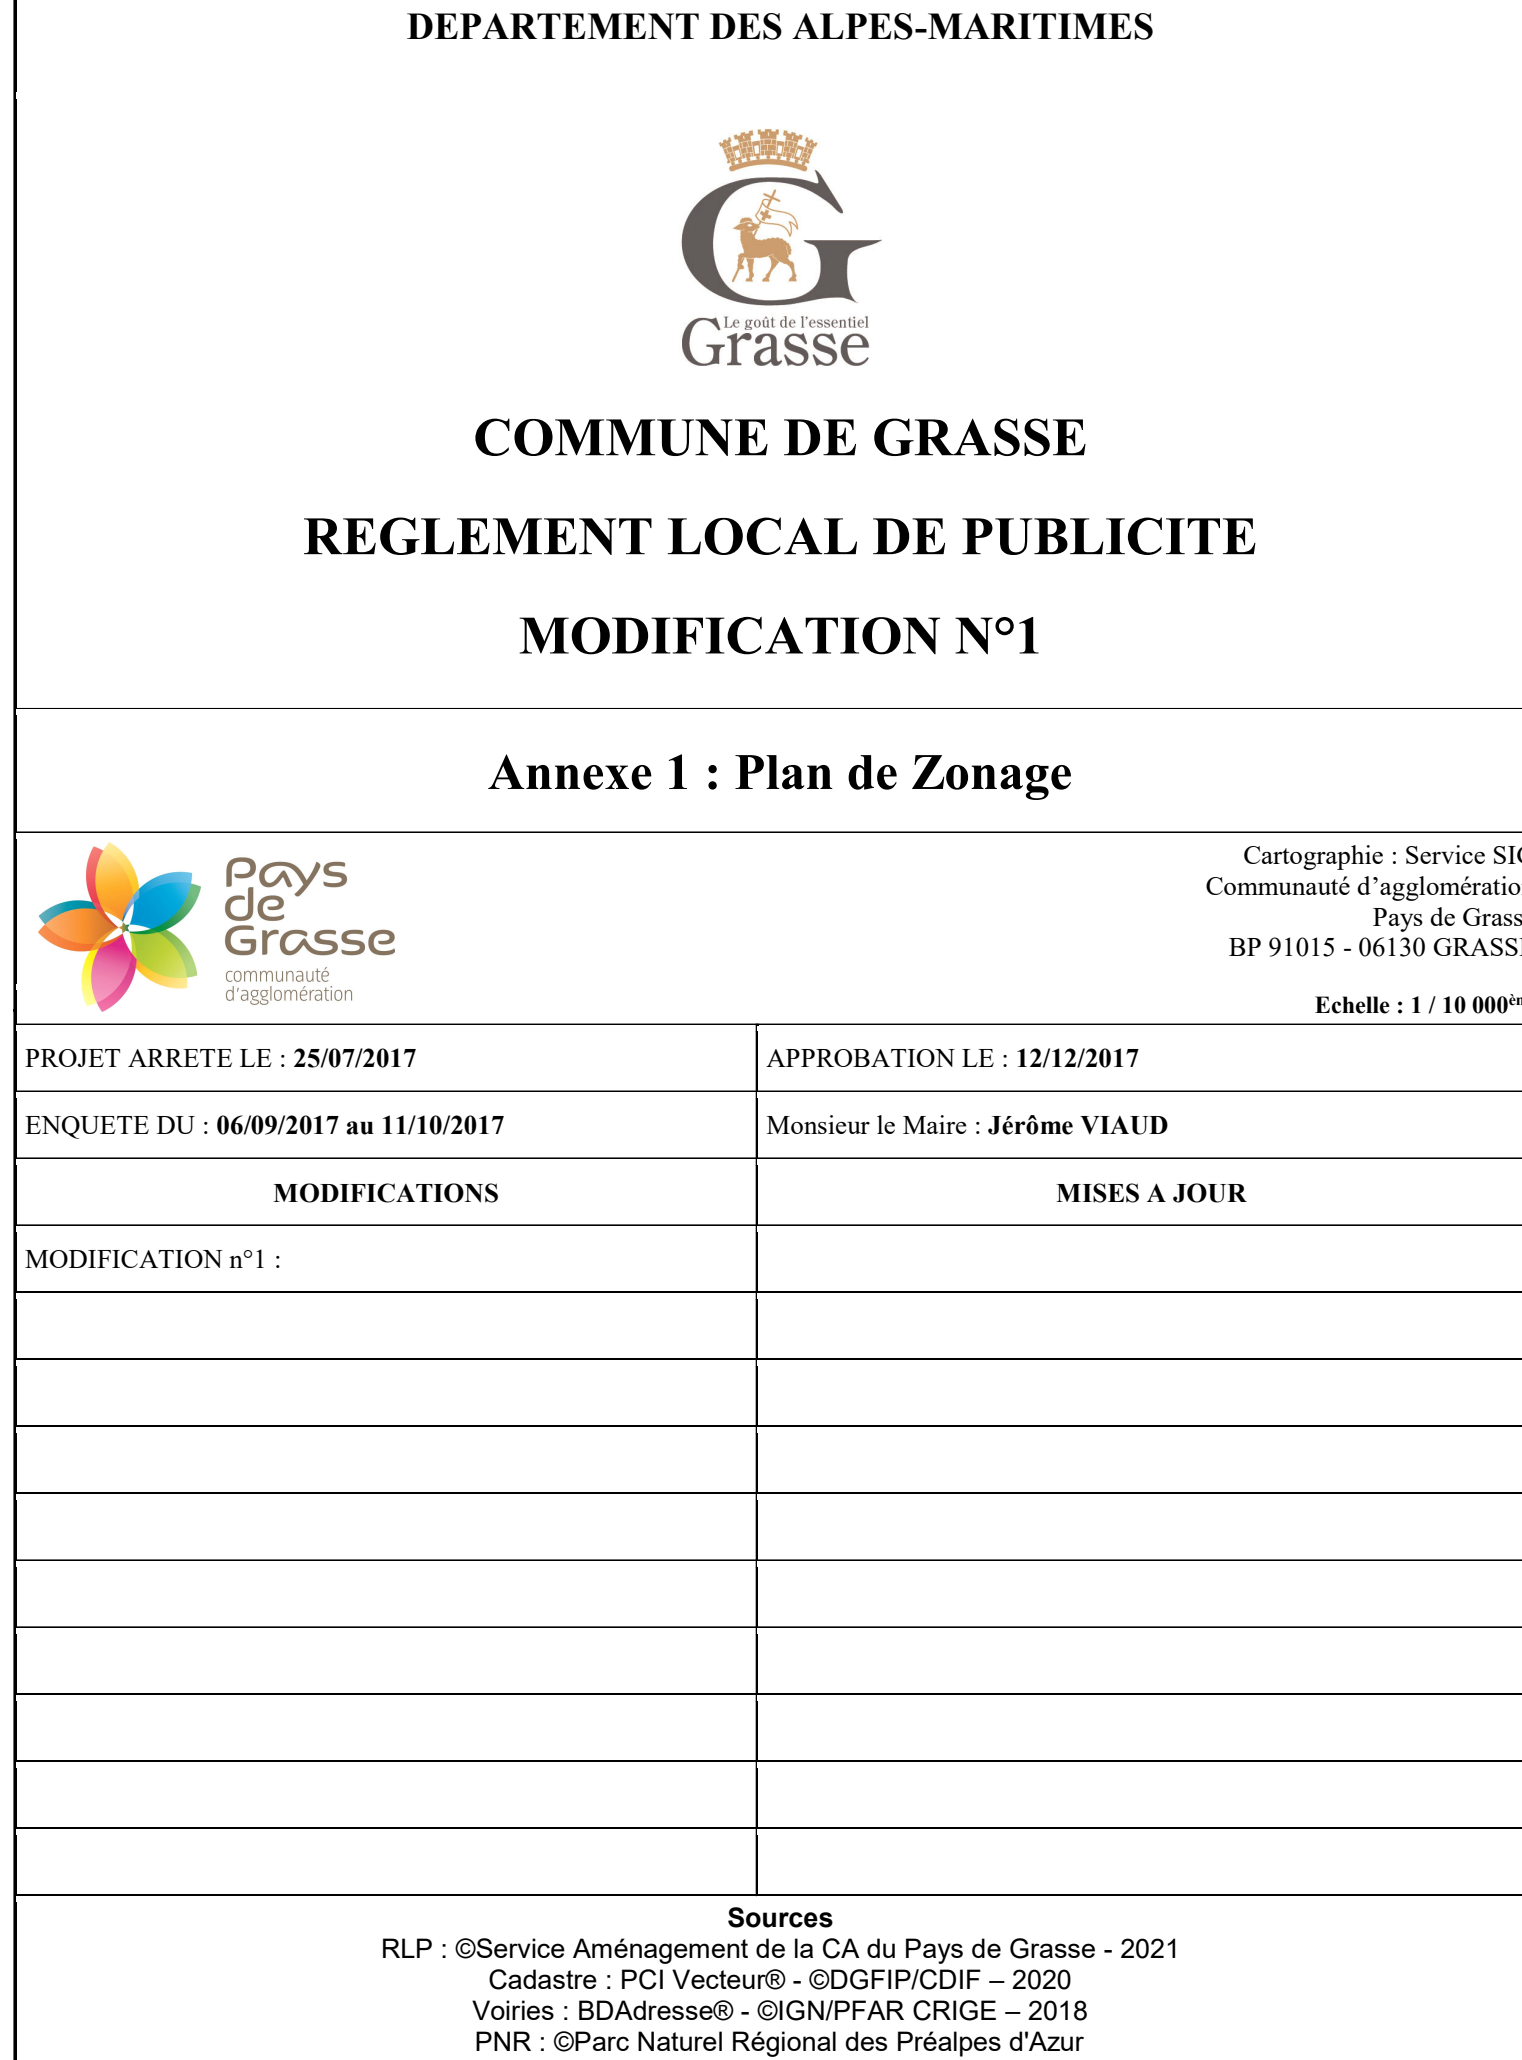 DEPARTEMENT DES ALPES-MARITIMES
Le goût de l'essentiel
Grasse
COMMUNE DE GRASSE
REGLEMENT LOCAL DE PUBLICITE
MODIFICATION N°1
Annexe 1 : Plan de Zonage
Pays
de
Grasse
communauté
d'agglomération
Cartographie : Service
Communauté d’agglomératio
Pays de Grass
BP 91015 - 06130 GRASS
Echelle : 1 / 10 000
PROJET ARRETE LE : 25/07/2017
APPROBATION LE : 12/12/2017
ENQUETE DU : 06/09/2017 au 11/10/2017
Monsieur le Maire : Jérôme VIAUD
MODIFICATIONS
MISES A JOUR
MODIFICATION n°1 :
Sources
RLP : ©Service Aménagement de la CA du Pays de Grasse - 2021
Cadastre : PCI Vecteur® - ©DGFIP/CDIF – 2020
Voiries : BDAdresse® - ©IGN/PFAR CRIGE – 2018
PNR : ©Parc Naturel Régional des Préalpes d'Azur